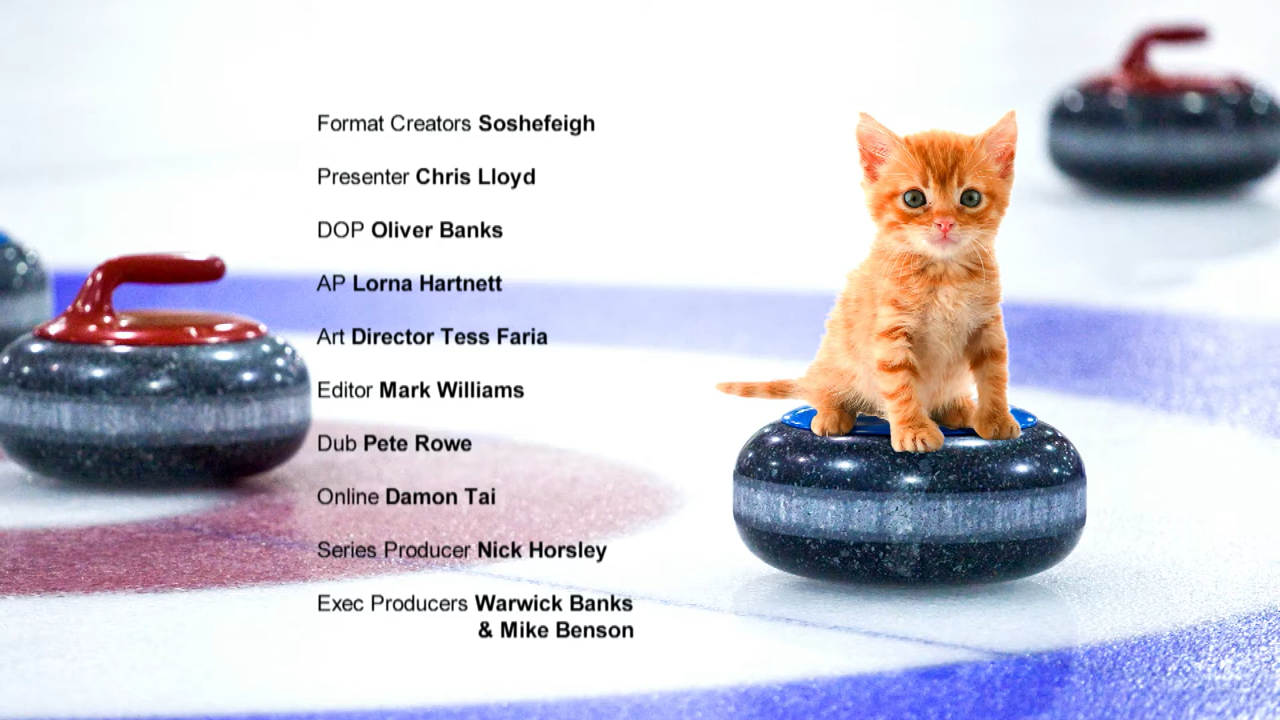 Format Creators Soshefeigh
Presenter Chris Lloyd
DOP Oliver Banks
AP Lorna Hartnett
Art Director Tess Faria
Editor Mark Williams
Dub Pete Rowe
Online Damon Tai
Series Producer Nick Horsley
Exec Producers Warwick Banks
& Mike Benson